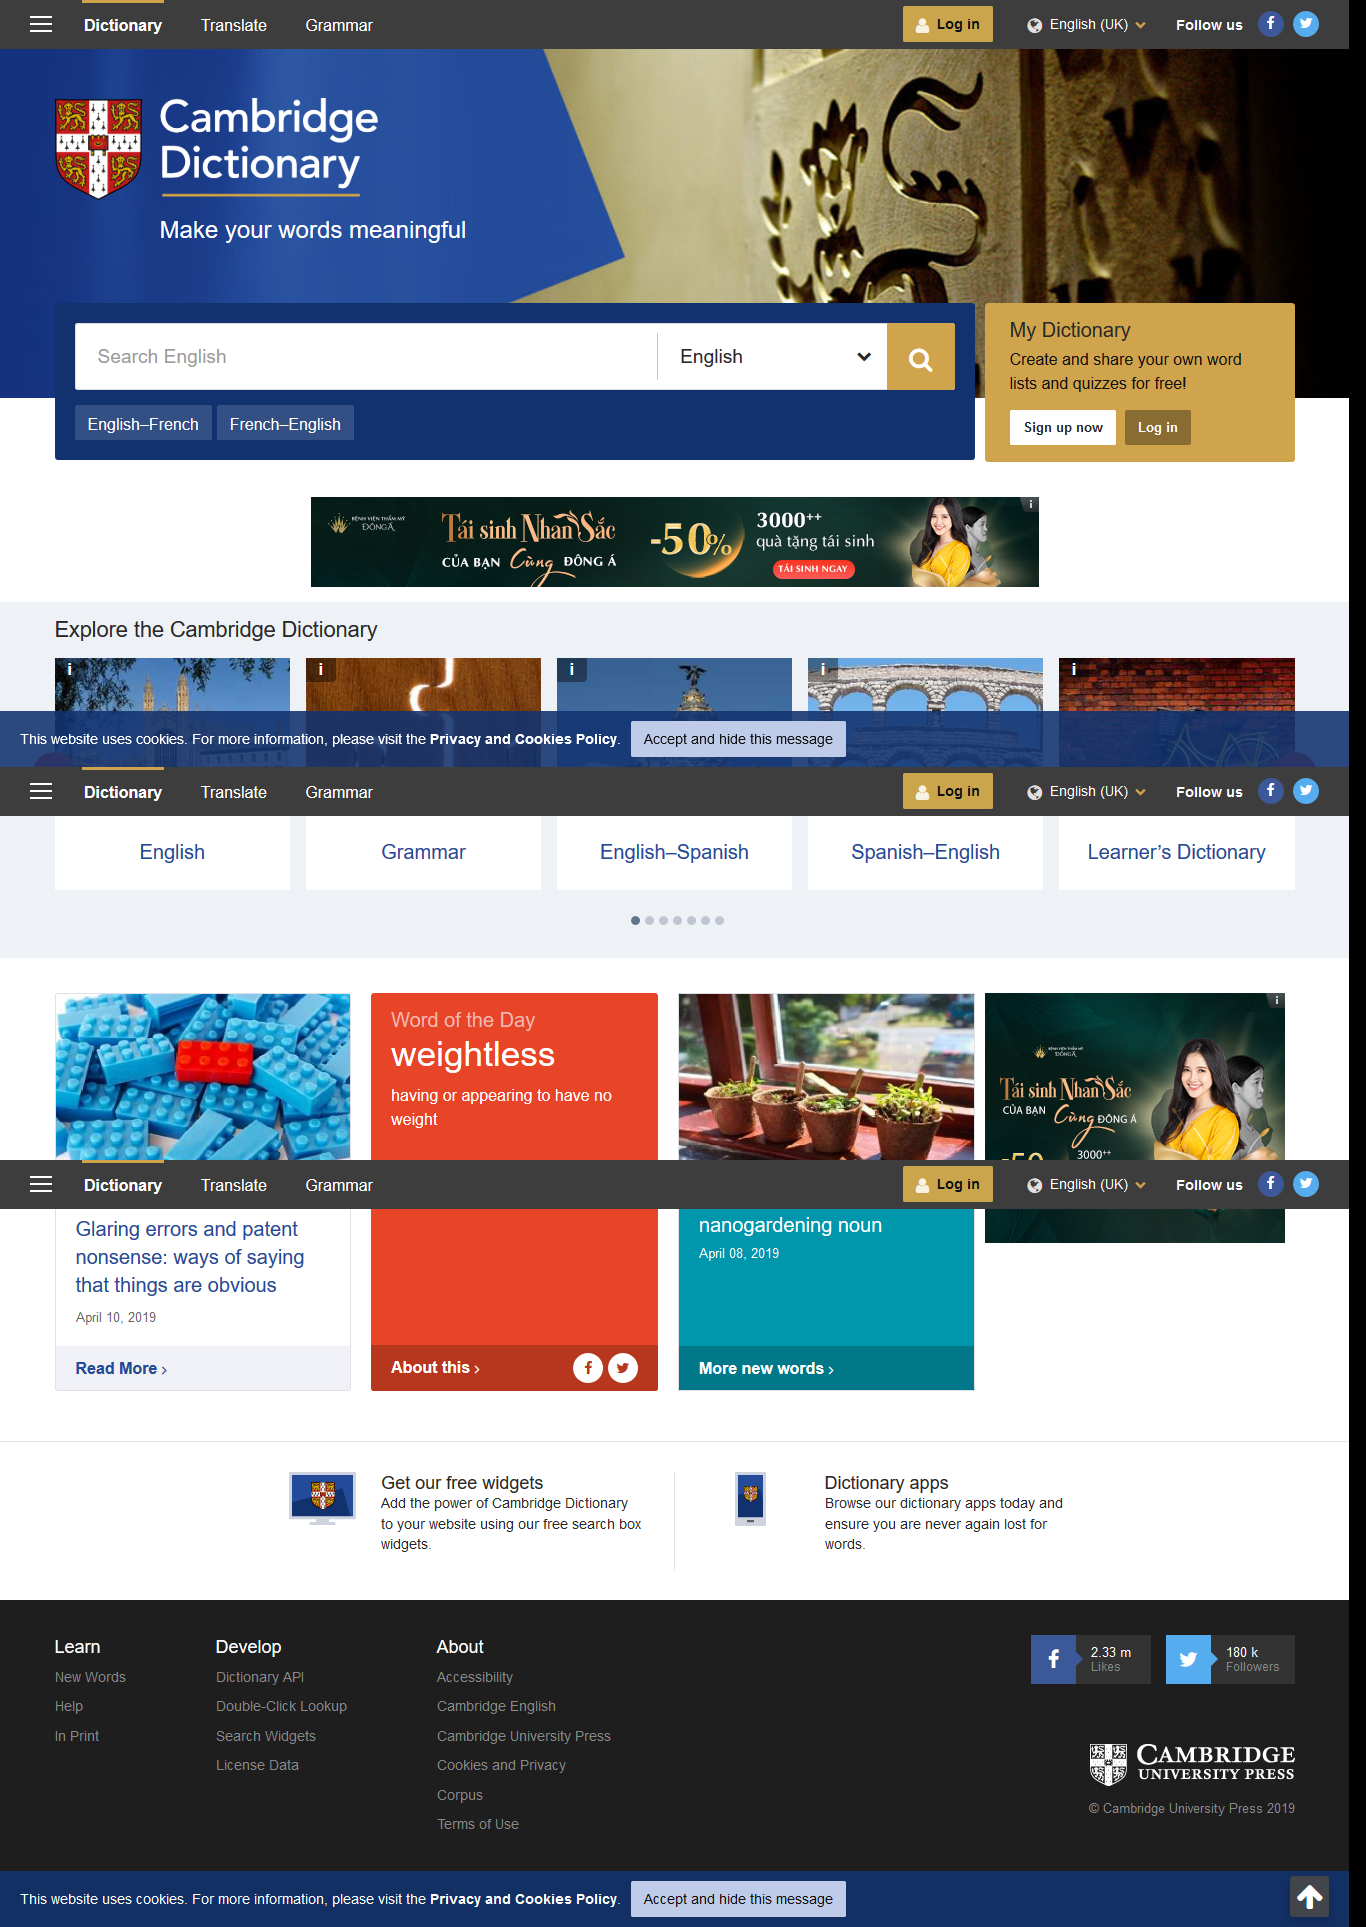 Dictionary Translate Grammar Log in English (UK) Follow us
Cambridge
Dictionary
Make your words meaningful
Search English English
English–French French–English
My Dictionary
Create and share your own word
lists and quizzes for free!
Sign up now Log in
BỆNH VIỆN THẨM MỸ
ĐÔNG Á
Tái sinh Nhan Sắc
CỦA BẠN Cùng ĐÔNG Á
-50%
3000++
quà tặng tái sinh
TÁI SINH NGAY
Explore the Cambridge Dictionary
This website uses cookies. For more information, please visit the Privacy and Cookies Policy. Accept and hide this message
Dictionary Translate Grammar Log in English (UK) Follow us
English Grammar English–Spanish Spanish–English Learner's Dictionary
Word of the Day
weightless
having or appearing to have no
weight
BỆNH VIỆN THẨM MỸ
ĐÔNG Á
Tái sinh Nhan Sắc
CỦA BẠN Cùng ĐÔNG Á
-50 3000++
Dictionary Translate Grammar Log in English (UK) Follow us
Glaring errors and patent
nonsense: ways of saying
that things are obvious
April 10, 2019
Read More ›
About this ›
nanogardening noun
April 08, 2019
More new words ›
Get our free widgets
Add the power of Cambridge Dictionary
to your website using our free search box
widgets.
Dictionary apps
Browse our dictionary apps today and
ensure you are never again lost for
words.
Learn
New Words
Help
In Print
Develop
Dictionary API
Double-Click Lookup
Search Widgets
License Data
About
Accessibility
Cambridge English
Cambridge University Press
Cookies and Privacy
Corpus
Terms of Use
2.33 m
Likes
180 k
Followers
CAMBRIDGE
UNIVERSITY PRESS
© Cambridge University Press 2019
This website uses cookies. For more information, please visit the Privacy and Cookies Policy. Accept and hide this message